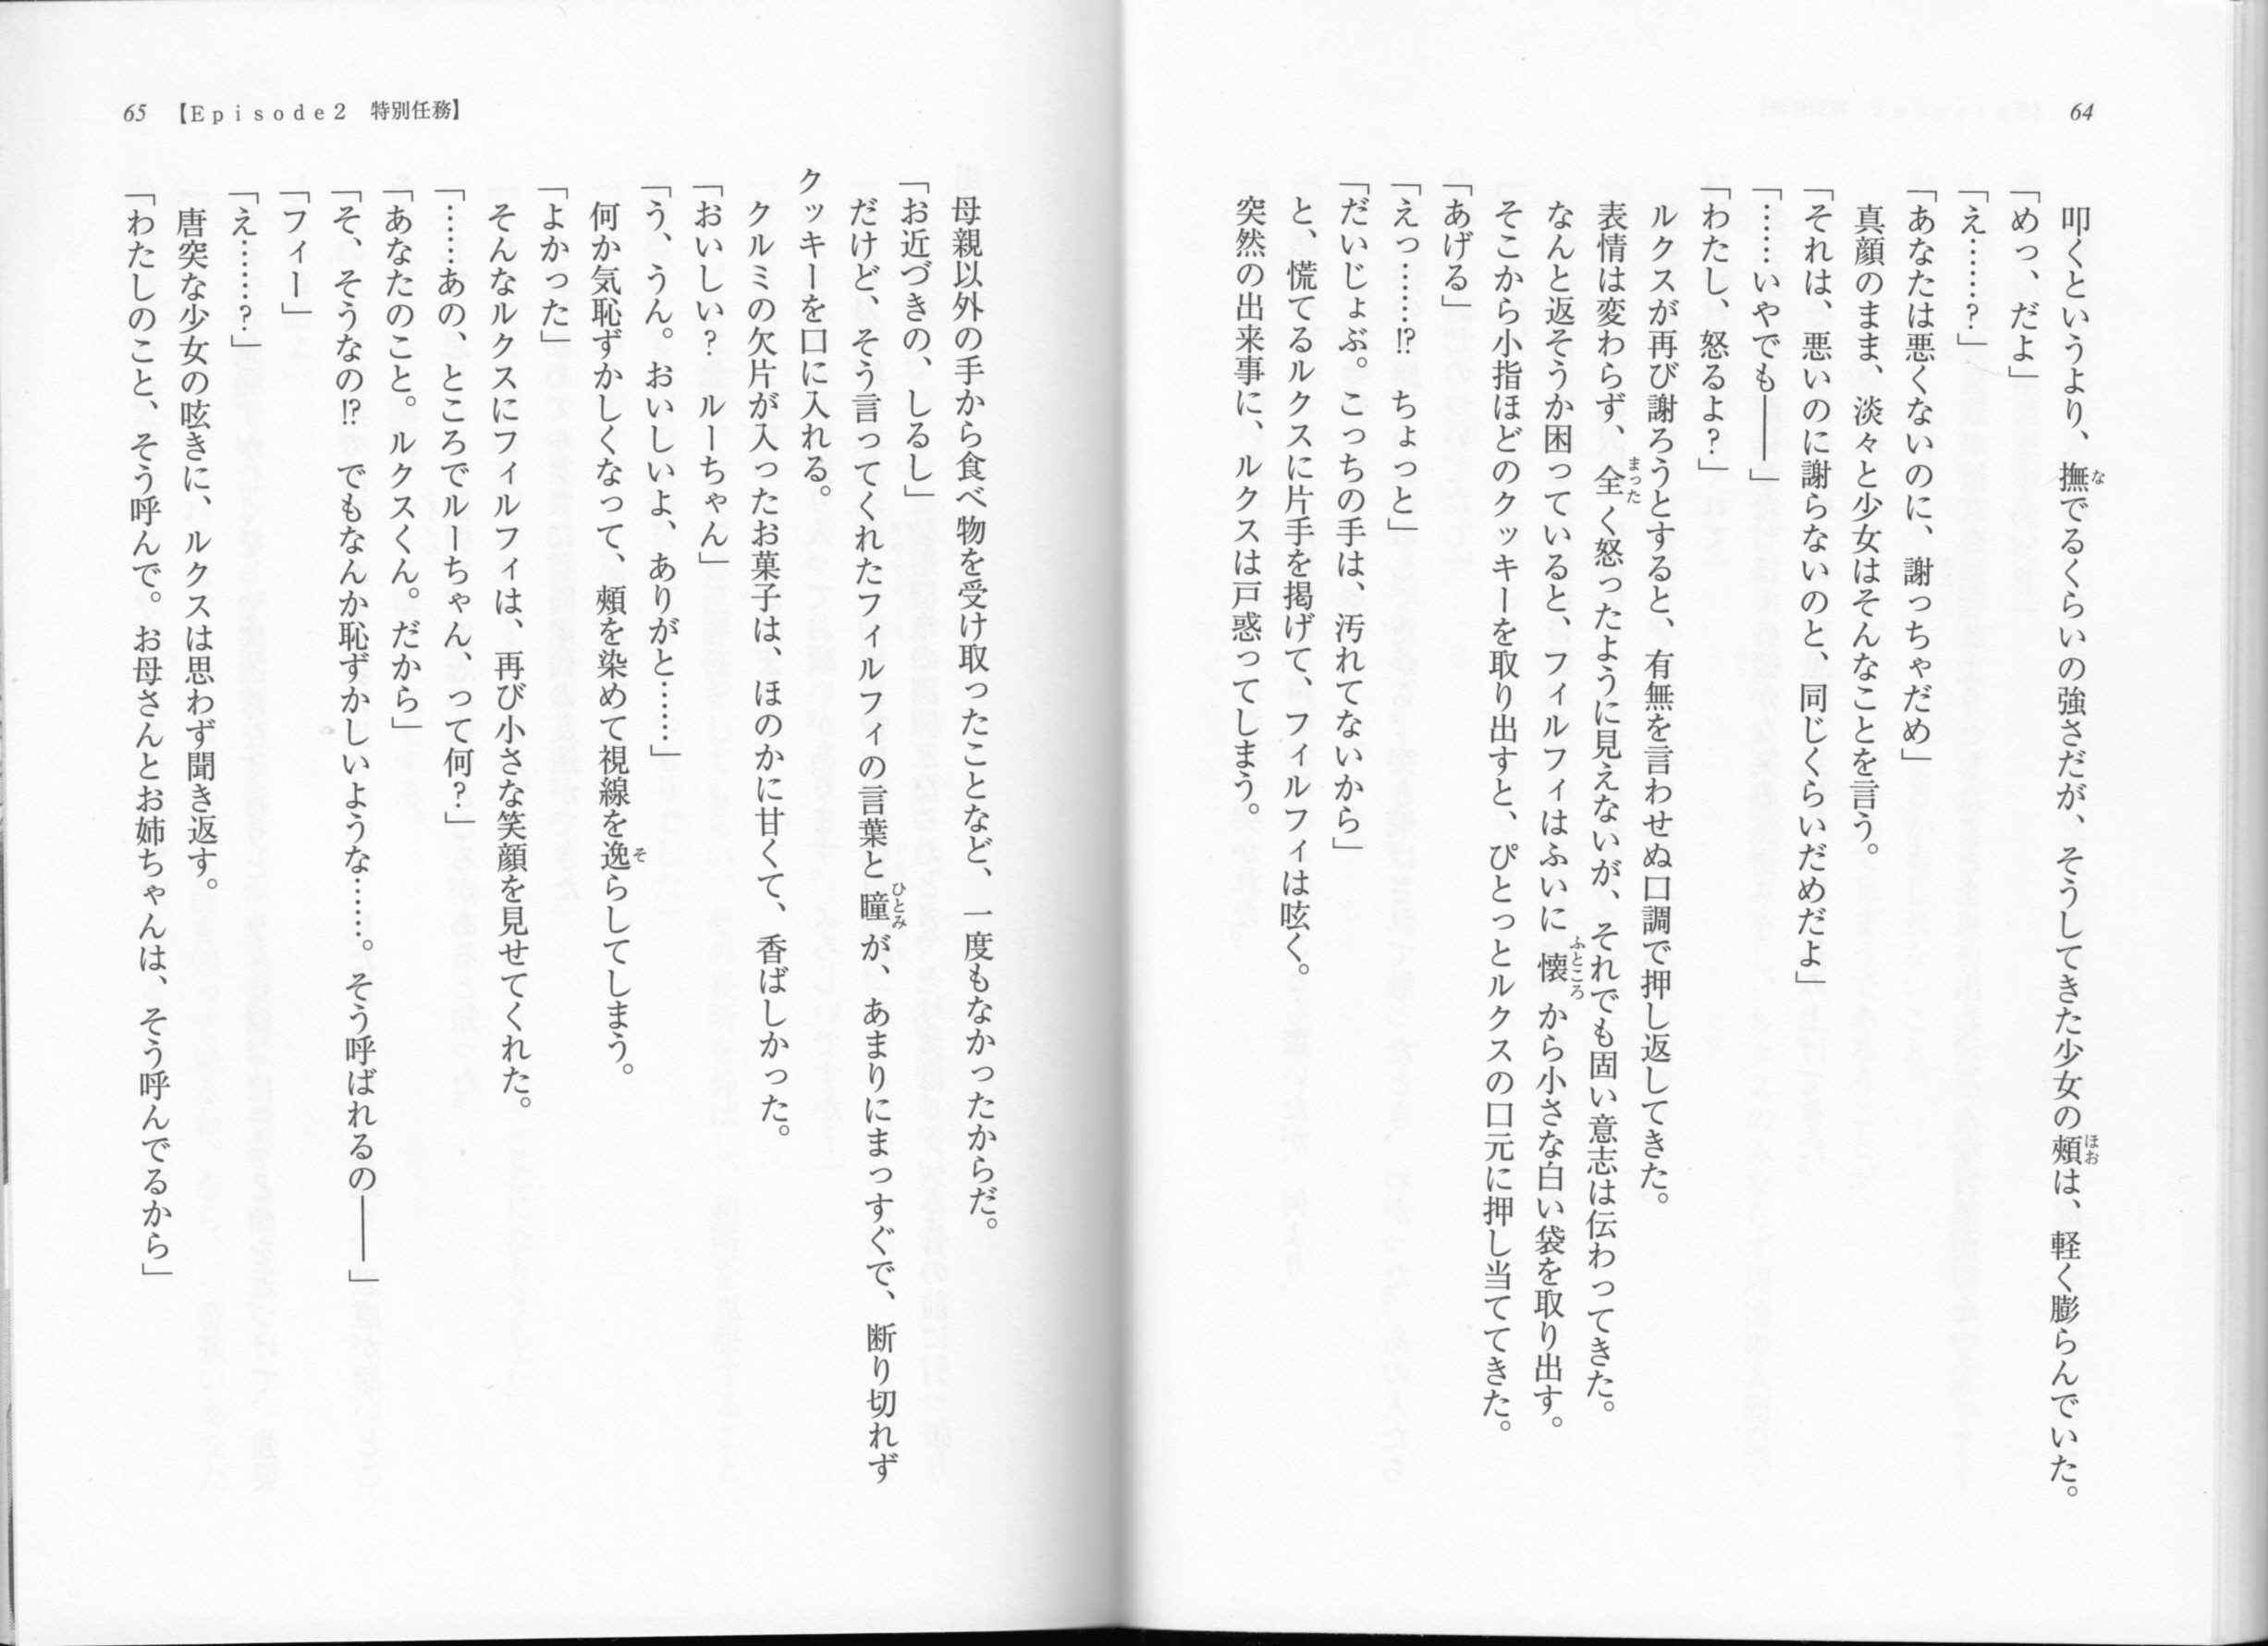 64
叩くというより、撫でるくらいの強さだが、そうしてきた少女の頬は、軽く膨らんでいた。
「めっ、だよ」
「え……？」
「あなたは悪くないのに、謝っちゃだめ」
真顔のまま、淡々と少女はそんなことを言う。
「それは、悪いのに謝らないのと、同じくらいだめだよ」
「……いやでも――」
「わたし、怒るよ？」
ルクスが再び謝ろうとすると、有無を言わせぬ口調で押し返してきた。
表情は変わらず、全く怒ったように見えないが、それでも固い意志は伝わってきた。
なんと返そうか困っていると、フィルフィはふいに懐から小さな白い袋を取り出す。
そこから小指ほどのクッキーを取り出すと、ぴとっとルクスの口元に押し当ててきた。
「あげる」
「えっ……!?　ちょっと」
「だいじょぶ。こっちの手は、汚れてないから」
と、慌てるルクスに片手を掲げて、フィルフィは呟く。
突然の出来事に、ルクスは戸惑ってしまう。
65 【Episode2　特別任務】
母親以外の手から食べ物を受け取ったことなど、一度もなかったからだ。
「お近づきの、しるし」
だけど、そう言ってくれたフィルフィの言葉と瞳が、あまりにまっすぐで、断り切れず
クッキーを口に入れる。
クルミの欠片が入ったお菓子は、ほのかに甘くて、香ばしかった。
「おいしい？　ルーちゃん」
「う、うん。おいしいよ、ありがと……」
何か気恥ずかしくなって、頬を染めて視線を逸らしてしまう。
「よかった」
そんなルクスにフィルフィは、再び小さな笑顔を見せてくれた。
「……あの、ところでルーちゃん、って何？」
「あなたのこと。ルクスくん。だから」
「そ、そうなの!?　でもなんか恥ずかしいような……。そう呼ばれるの――」
「フィー」
「え……？」
唐突な少女の呟きに、ルクスは思わず聞き返す。
「わたしのこと、そう呼んで。お母さんとお姉ちゃんは、そう呼んでるから」